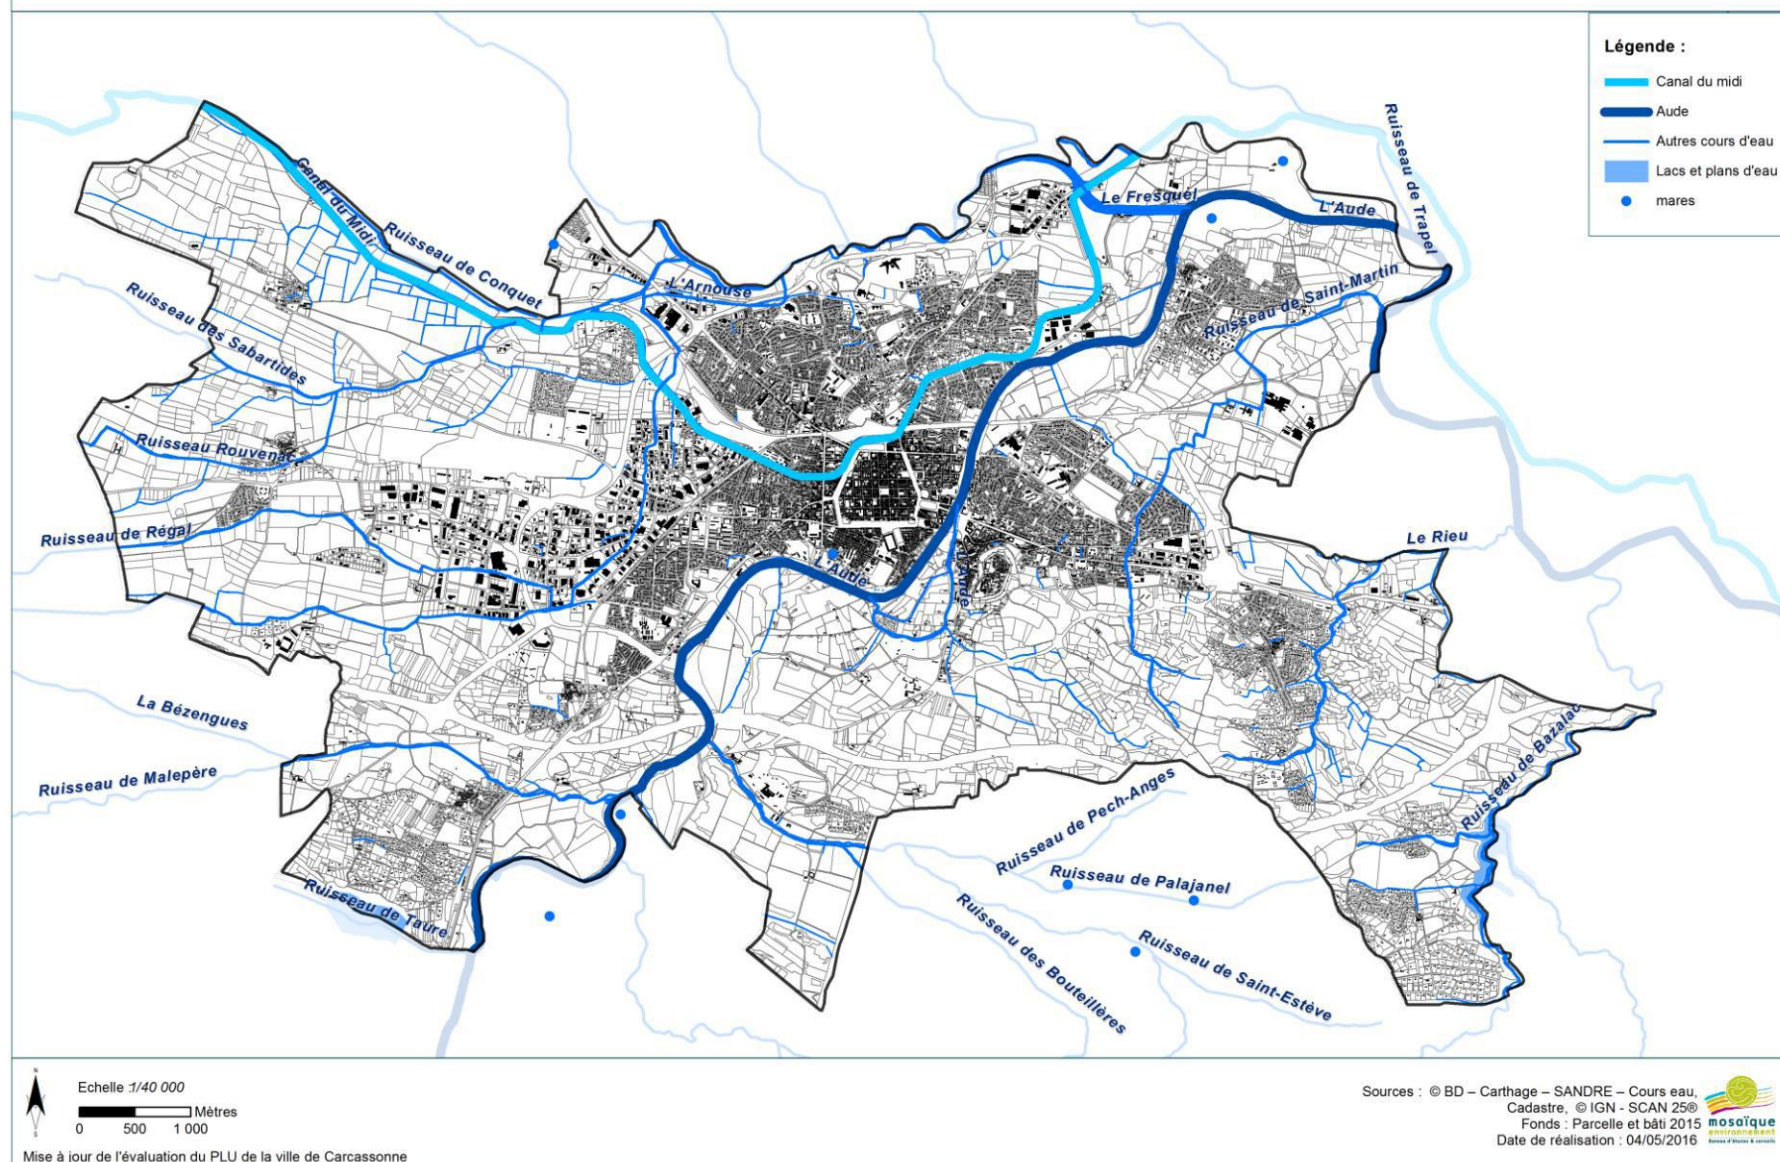 Légende :
Canal du midi
Aude
Autres cours d'eau
Lacs et plans d'eau
mares
Ruisseau de Trapel
Canal du Midi
Le Fresquel
L'Aude
Ruisseau de Conquet
L'Arnouse
Ruisseau de Saint-Martin
Ruisseau des Sabartides
Ruisseau Rouvenac
Ruisseau de Régal
Le Rieu
L'Aude
L'Aude
La Bézengues
Ruisseau de Malepère
Ruisseau de Bazalac
Ruisseau de Pech-Anges
Ruisseau de Palajanel
Ruisseau de Taure
Ruisseau des Bouteillères
Ruisseau de Saint-Estève
N
S
Echelle :1/40 000
Mètres
0 500 1 000
Mise à jour de l'évaluation du PLU de la ville de Carcassonne
Sources : © BD – Carthage – SANDRE – Cours eau,
Cadastre, © IGN - SCAN 25®
Fonds : Parcelle et bâti 2015
Date de réalisation : 04/05/2016
mosaïque
environnement
Bureau d'études & conseils